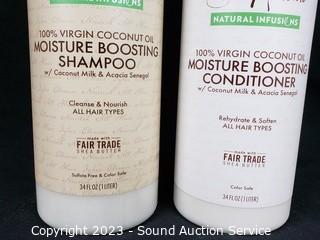 NATURAL INFUSIONS
100% VIRGIN COCONUT OIL
MOISTURE BOOSTING
SHAMPOO
w/ Coconut Milk & Acacia Senegal
Cleanse & Nourish
ALL HAIR TYPES
made with
FAIR TRADE
SHEA BUTTER
Sulfate Free & Color Safe
34 FL OZ (1 LITER)
NATURAL INFUSIONS
100% VIRGIN COCONUT OIL
MOISTURE BOOSTING
CONDITIONER
w/ Coconut Milk & Acacia Senegal
Rehydrate & Soften
ALL HAIR TYPES
made with
FAIR TRADE
SHEA BUTTER
Color Safe
34 FL OZ (1 LITER)
Copyright 2023 - Sound Auction Service